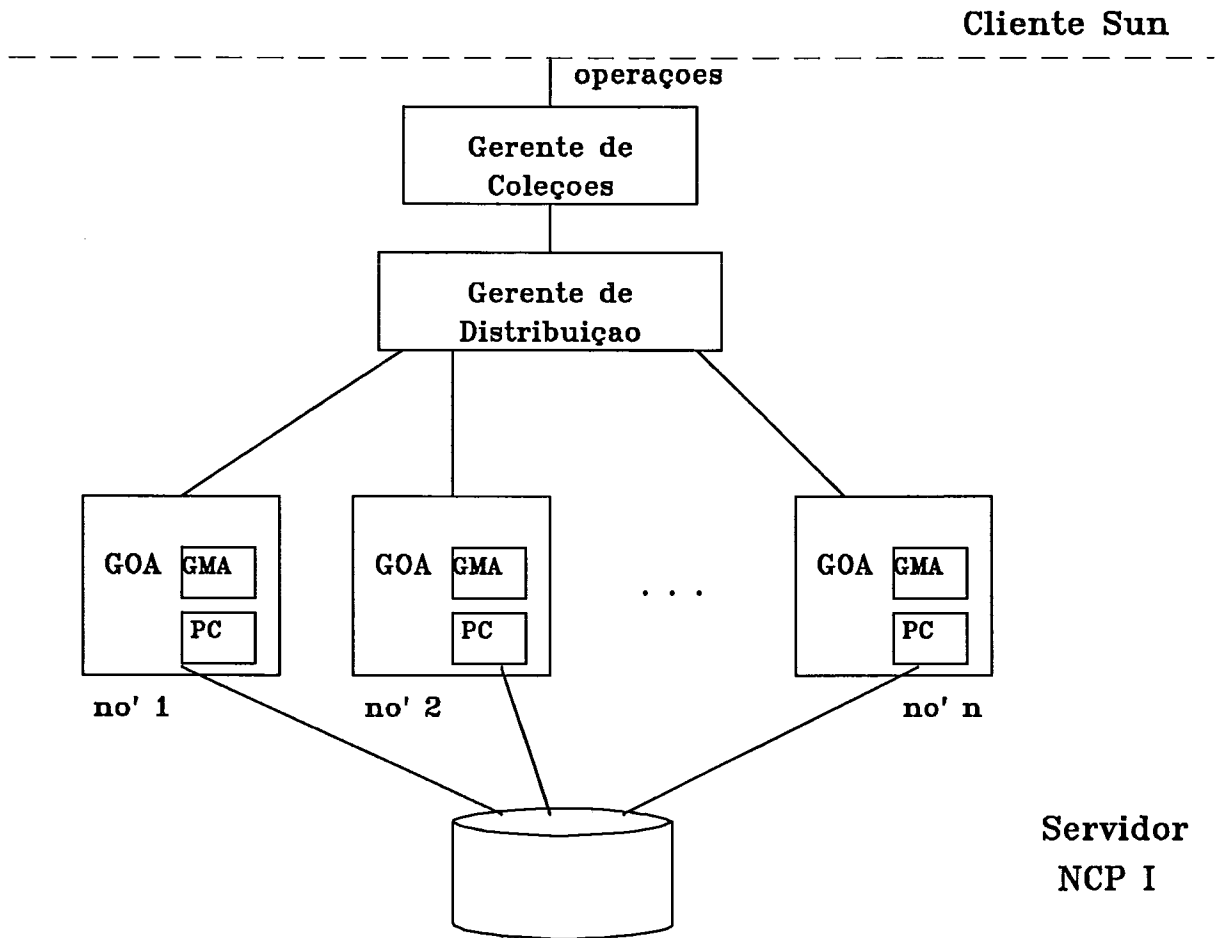 Cliente Sun
operaçoes
Gerente de
Coleçoes
Gerente de
Distribuiçao
GOA GMA
PC
GOA GMA
PC
. . .
GOA GMA
PC
no' 1
no' 2
no' n
Servidor
NCP I